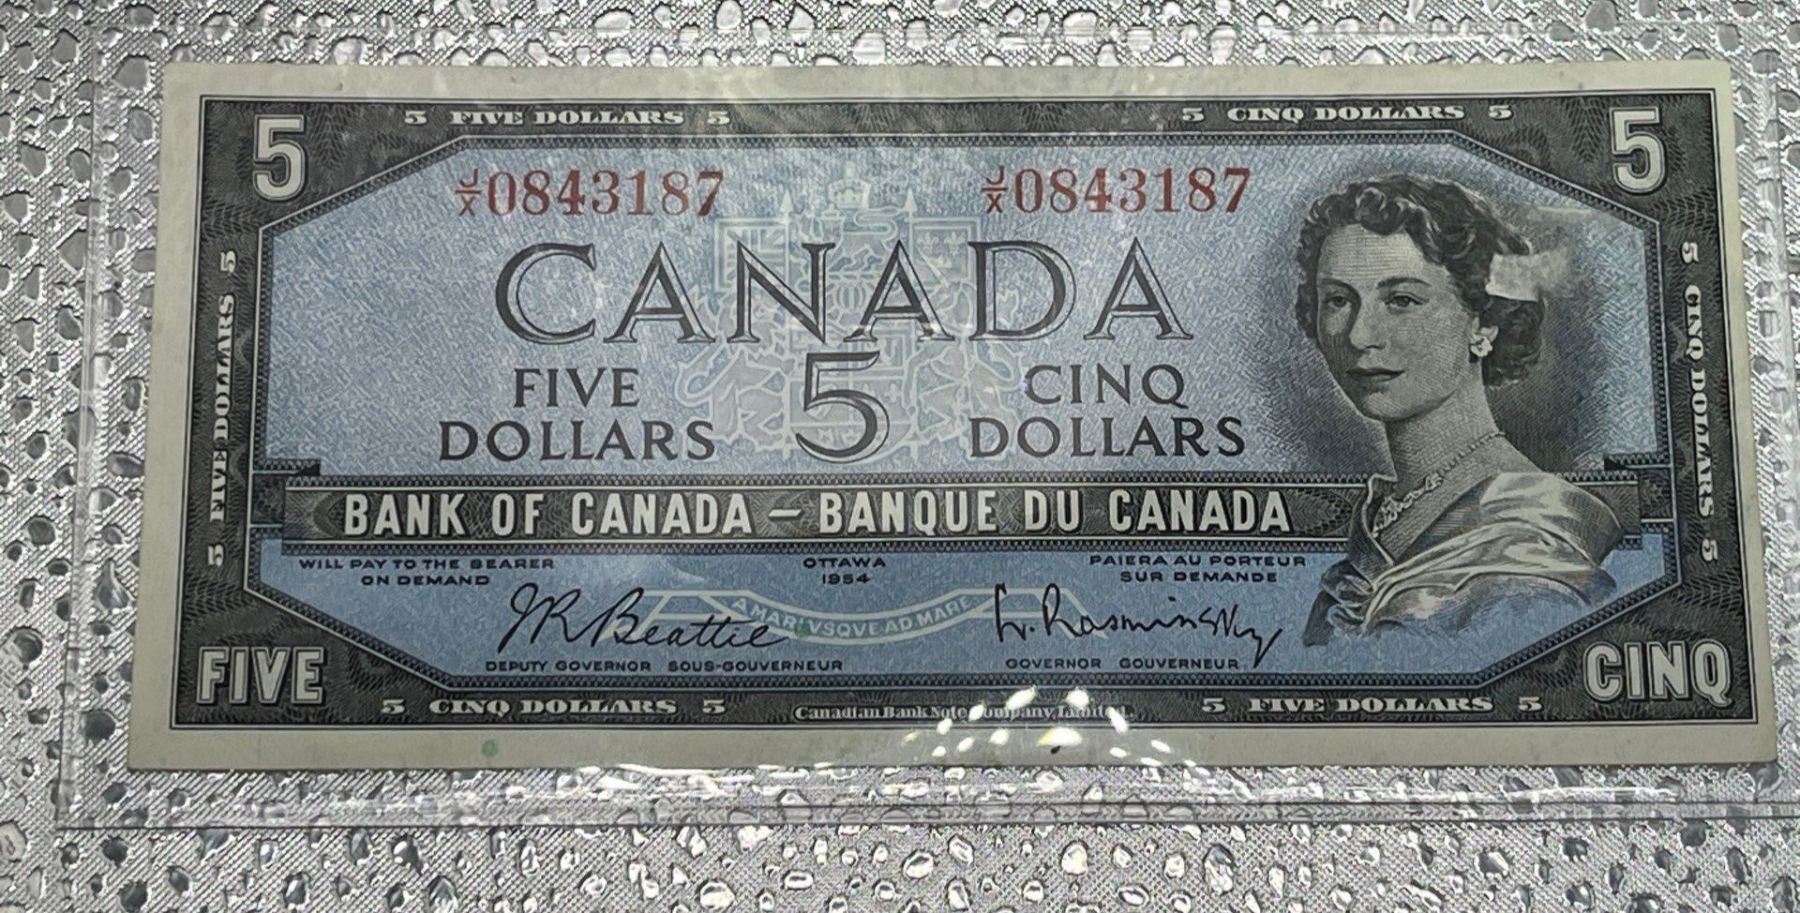 5 FIVE DOLLARS 5
5 CINQ DOLLARS 5
5
5
J/X 0843187
J/X 0843187
CANADA
FIVE
DOLLARS
5
CINQ
DOLLARS
5 FIVE DOLLARS 5
5 CINQ DOLLARS 5
BANK OF CANADA – BANQUE DU CANADA
WILL PAY TO THE BEARER
ON DEMAND
OTTAWA
1954
PAIERA AU PORTEUR
SUR DEMANDE
J.R. Beattie
A MARI VSQVE AD MARE
L. Rasminsky
DEPUTY GOVERNOR SOUS-GOUVERNEUR
GOVERNOR GOUVERNEUR
FIVE
CINQ
5 CINQ DOLLARS 5
Canadian Bank Note Company, Limited.
5 FIVE DOLLARS 5